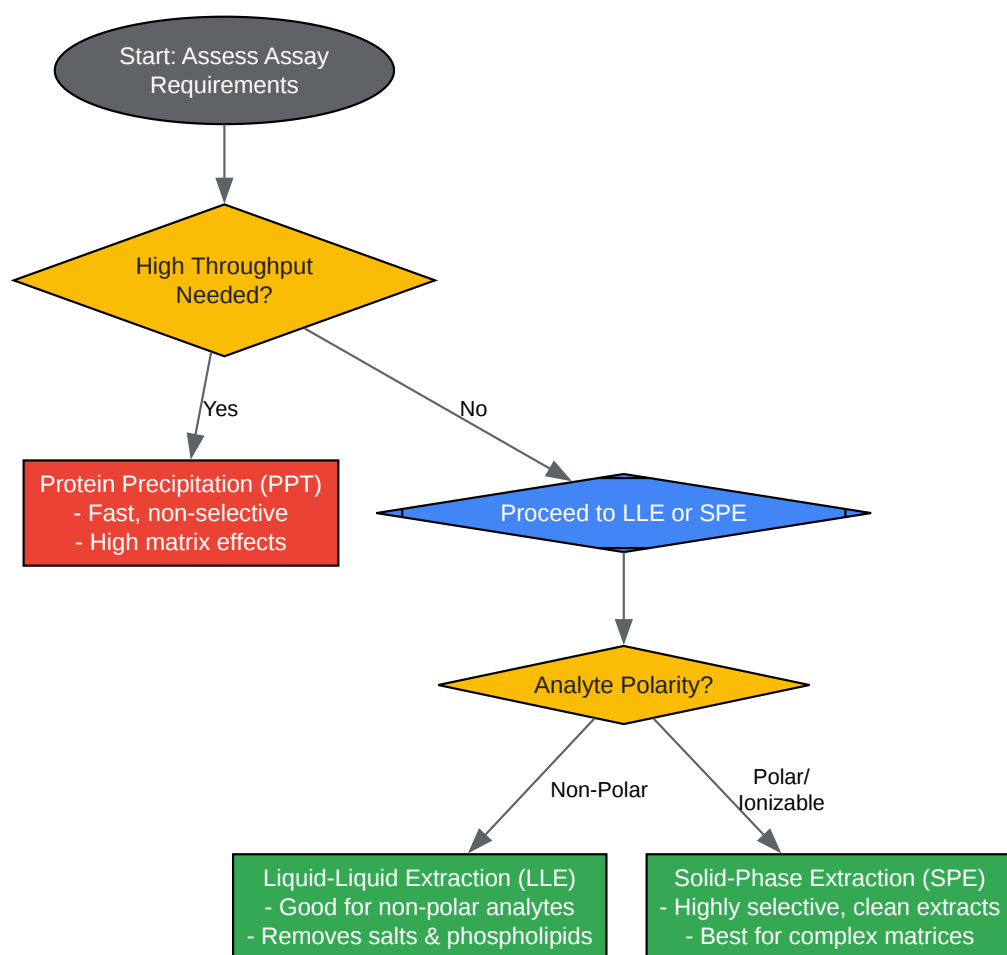 Start: Assess Assay
Requirements
High Throughput
Needed?
Yes
No
Protein Precipitation (PPT)
- Fast, non-selective
- High matrix effects
Proceed to LLE or SPE
Analyte Polarity?
Non-Polar
Polar/
Ionizable
Liquid-Liquid Extraction (LLE)
- Good for non-polar analytes
- Removes salts & phospholipids
Solid-Phase Extraction (SPE)
- Highly selective, clean extracts
- Best for complex matrices